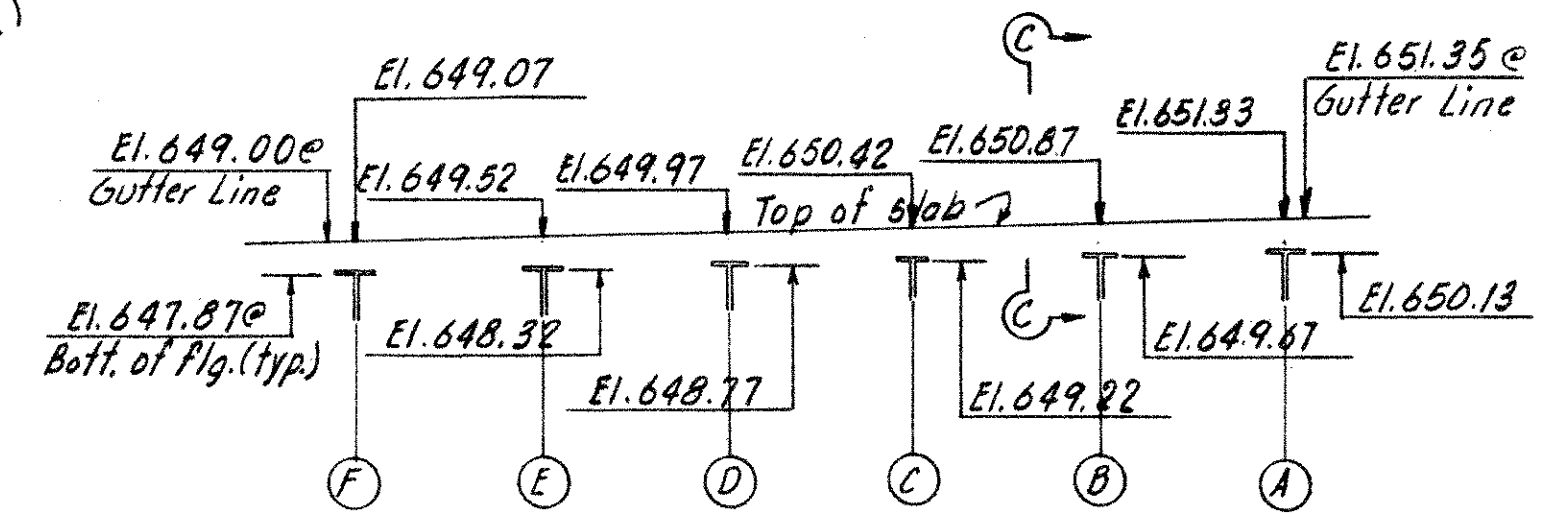 C
El. 651.35 @
Gutter Line
El. 649.07
El. 651.33
El. 650.87
El. 650.42
El. 649.97
El. 649.52
El. 649.00@
Gutter Line
Top of slab
El. 647.87@
Bott. of flg. (typ.)
El. 648.32
El. 648.77
C
El. 649.22
El. 649.67
El. 650.13
F
E
D
C
B
A